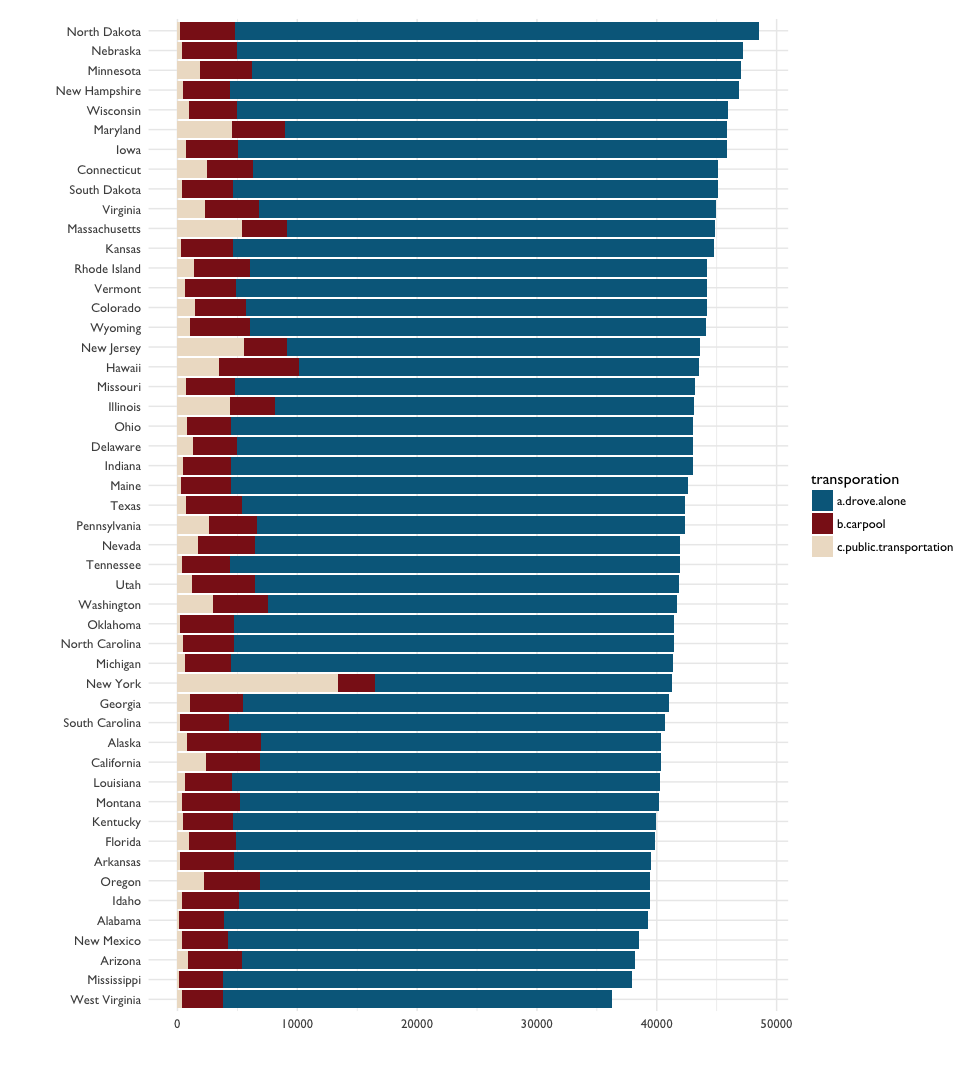 North Dakota
Nebraska
Minnesota
New Hampshire
Wisconsin
Maryland
Iowa
Connecticut
South Dakota
Virginia
Massachusetts
Kansas
Rhode Island
Vermont
Colorado
Wyoming
New Jersey
Hawaii
Missouri
Illinois
Ohio
Delaware
Indiana
Maine
Texas
Pennsylvania
Nevada
Tennessee
Utah
Washington
Oklahoma
North Carolina
Michigan
New York
Georgia
South Carolina
Alaska
California
Louisiana
Montana
Kentucky
Florida
Arkansas
Oregon
Idaho
Alabama
New Mexico
Arizona
Mississippi
West Virginia
0 10000 20000 30000 40000 50000
transporation
a.drove.alone
b.carpool
c.public.transportation